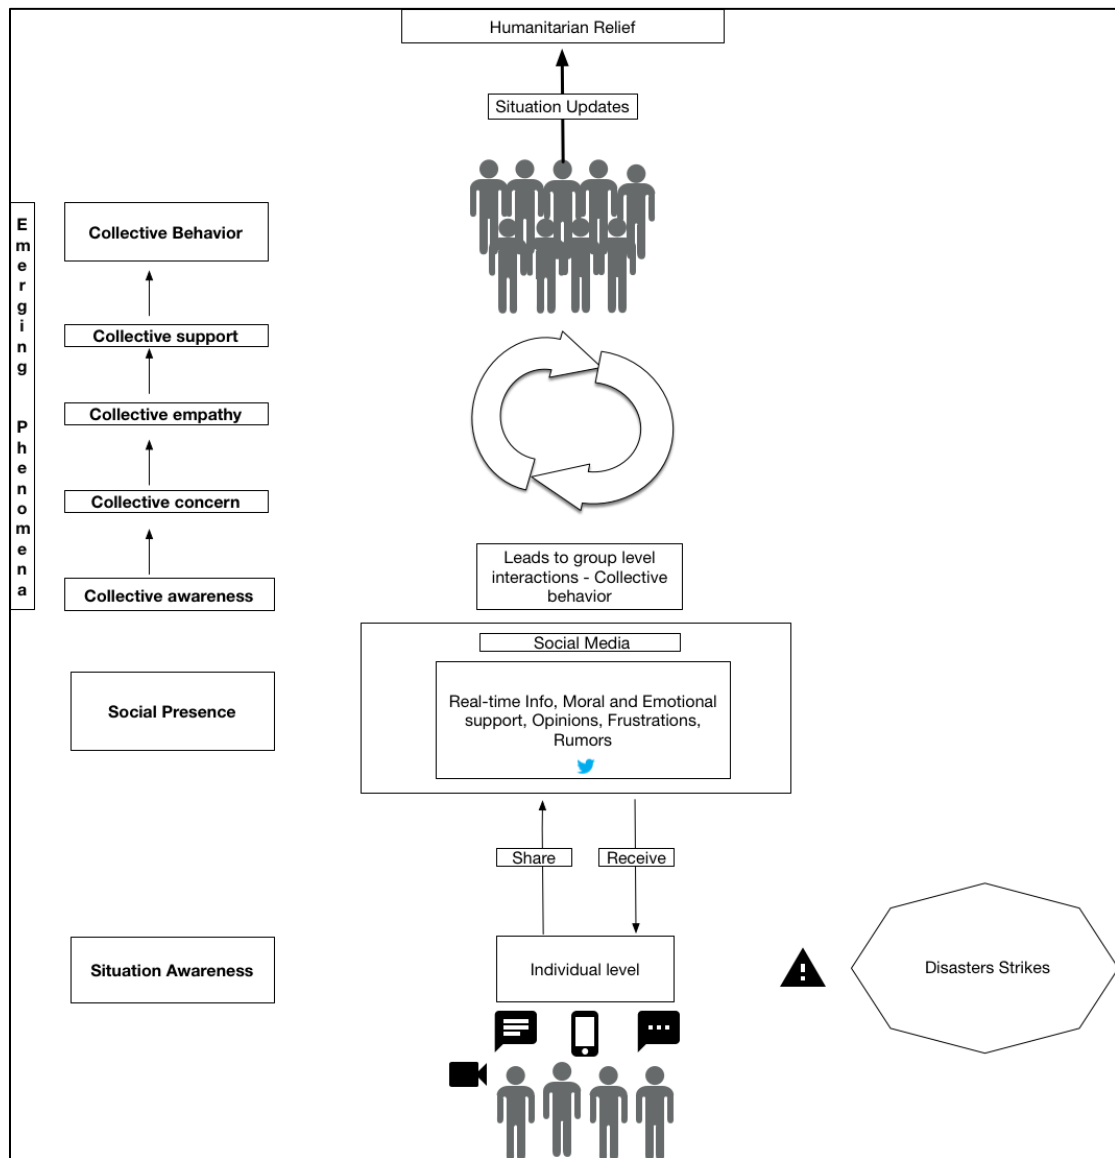 Humanitarian Relief
Situation Updates
Emerging Phenomena
Collective Behavior
Collective support
Collective empathy
Collective concern
Collective awareness
Leads to group level
interactions - Collective
behavior
Social Media
Real-time Info, Moral and Emotional
support, Opinions, Frustrations,
Rumors
Social Presence
Share
Receive
Situation Awareness
Individual level
Disasters Strikes